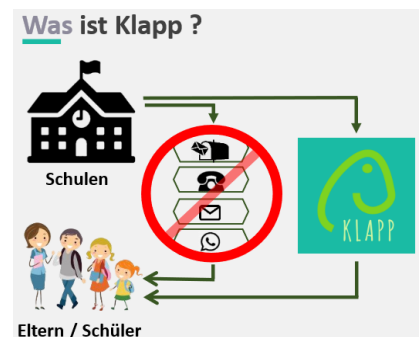 Was ist Klapp ?
Schulen
KLAPP
Eltern / Schüler